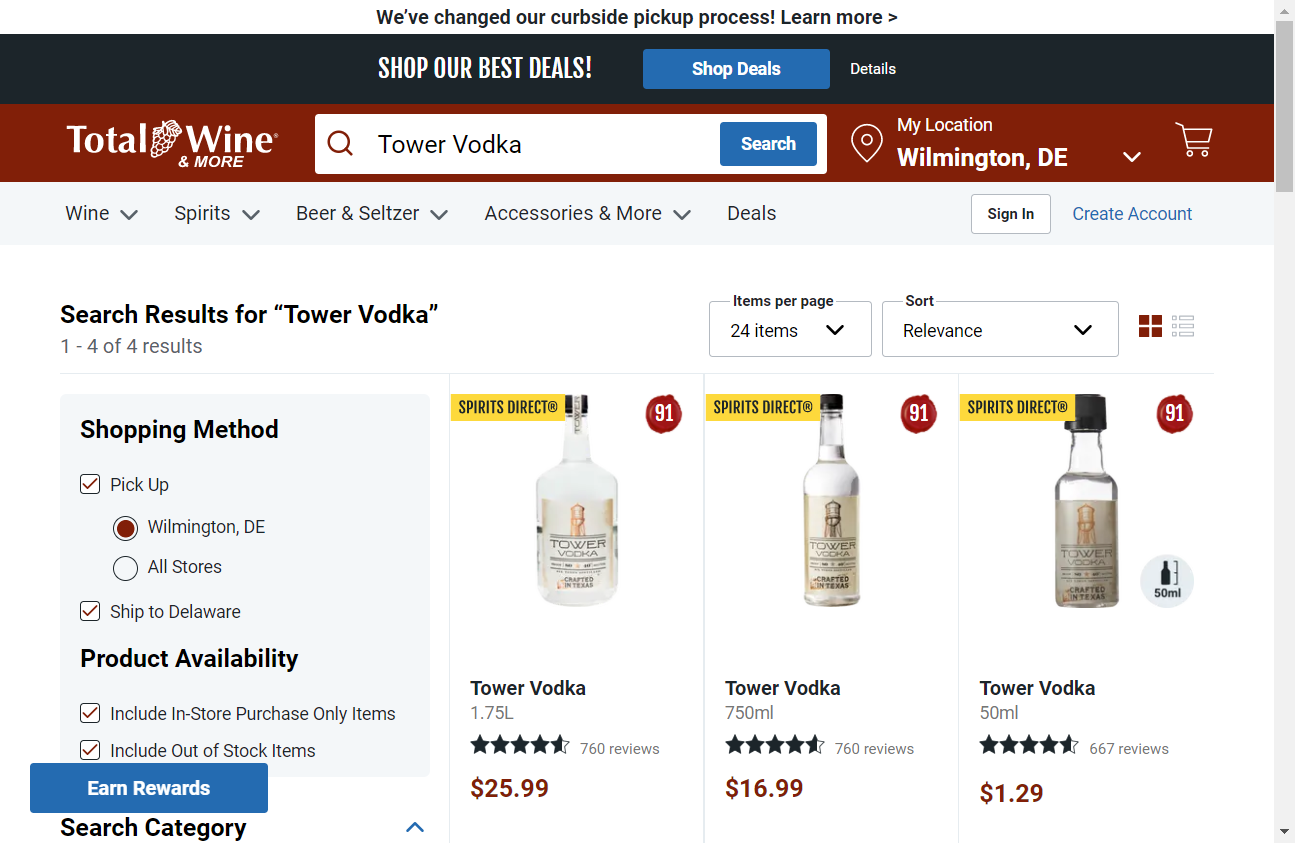 We've changed our curbside pickup process! Learn more >
SHOP OUR BEST DEALS!
Shop Deals
Details
Total Wine
& MORE
Tower Vodka
Search
My Location
Wilmington, DE
Wine
Spirits
Beer & Seltzer
Accessories & More
Deals
Sign In
Create Account
Search Results for “Tower Vodka”
1 - 4 of 4 results
Items per page
24 items
Sort
Relevance
Shopping Method
Pick Up
Wilmington, DE
All Stores
Ship to Delaware
Product Availability
Include In-Store Purchase Only Items
Include Out of Stock Items
Earn Rewards
Search Category
SPIRITS DIRECT®
91
TOWER
TOWER
VODKA
CRAFTED
IN TEXAS
Tower Vodka
1.75L
760 reviews
$25.99
SPIRITS DIRECT®
91
TOWER
VODKA
CRAFTED
IN TEXAS
Tower Vodka
750ml
760 reviews
$16.99
SPIRITS DIRECT®
91
TOWER
VODKA
CRAFTED
IN TEXAS
50ml
Tower Vodka
50ml
667 reviews
$1.29